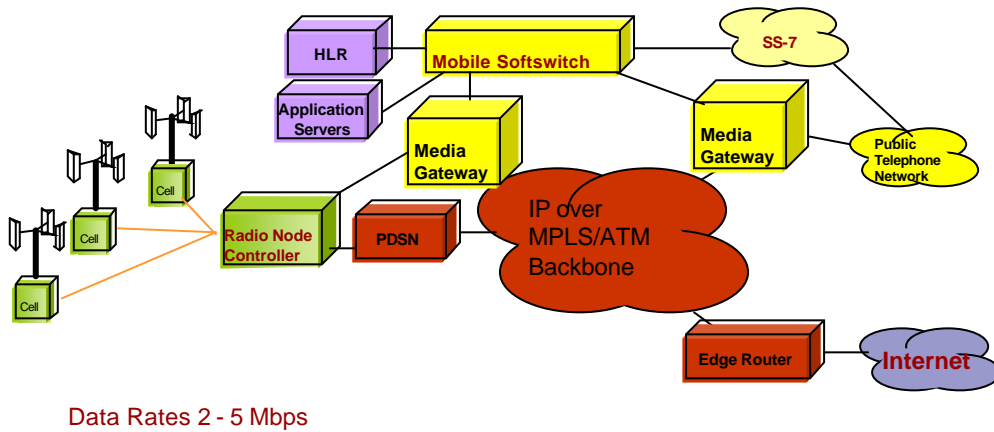 HLR
Mobile Softswitch
SS-7
Application
Servers
Media
Gateway
Media
Gateway
Public
Telephone
Network
Cell
Cell
Cell
Radio Node
Controller
PDSN
IP over
MPLS/ATM
Backbone
Edge Router
Internet
Data Rates 2 - 5 Mbps